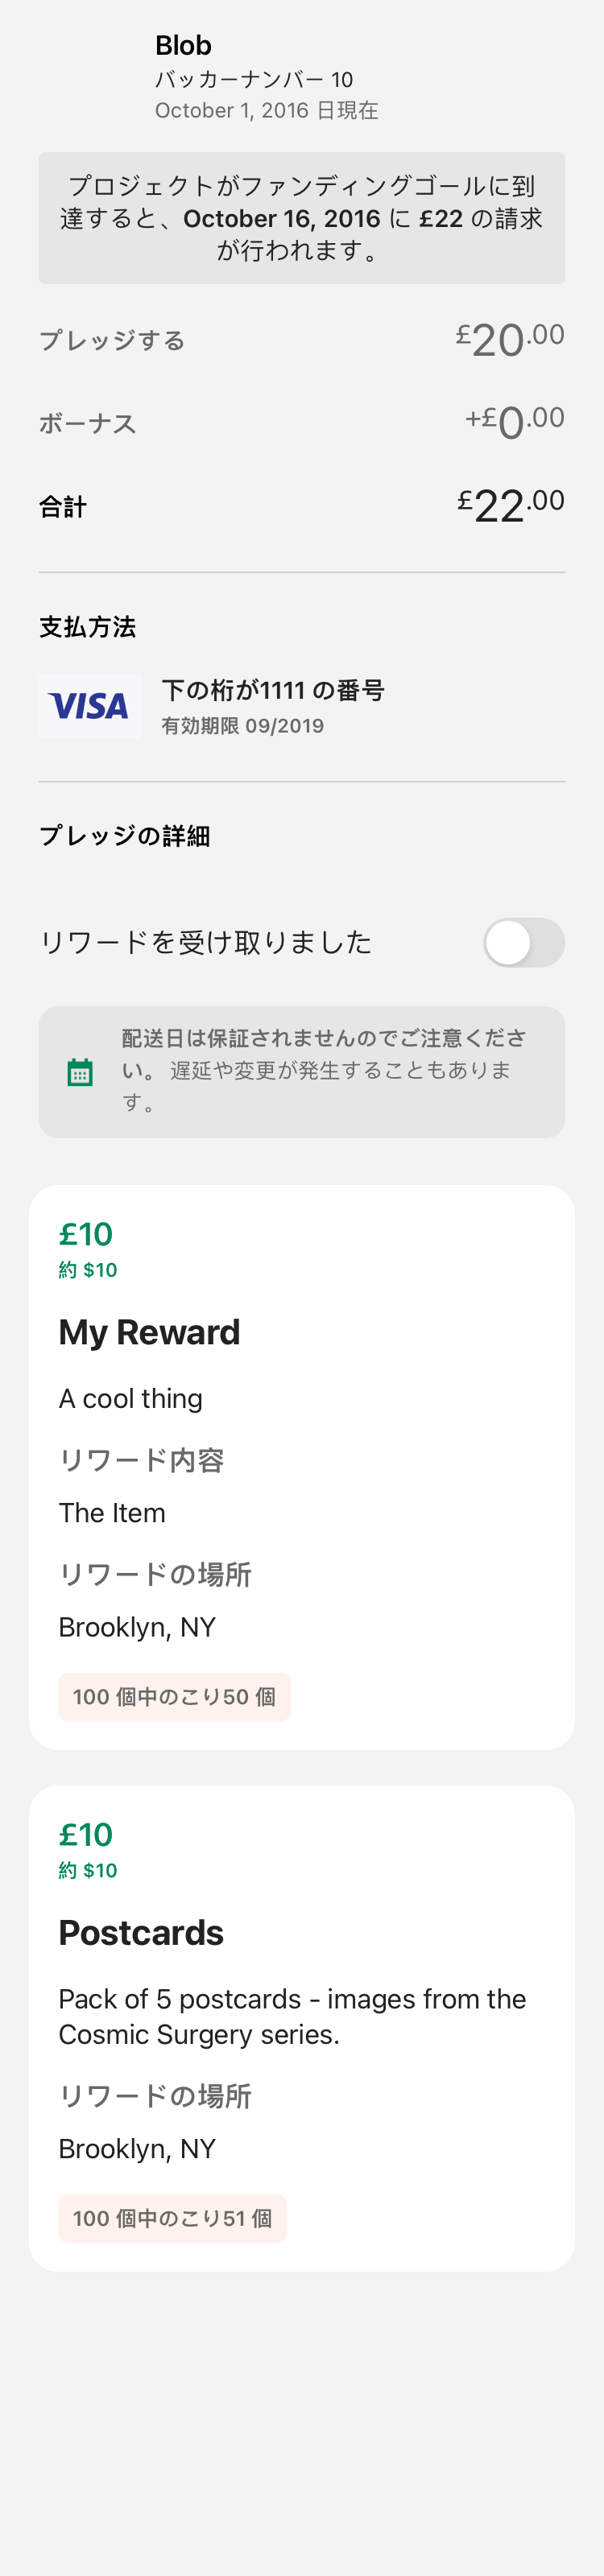 Blob
バッカーナンバー 10
October 1, 2016 日現在
プロジェクトがファンディングゴールに到
達すると、October 16, 2016 に £22 の請求
が行われます。
プレッジする £20.00
ボーナス +£0.00
合計 £22.00
支払方法
VISA
下の桁が1111 の番号
有効期限 09/2019
プレッジの詳細
リワードを受け取りました
配送日は保証されませんのでご注意くださ
い。 遅延や変更が発生することもありま
す。
£10
約 $10
My Reward
A cool thing
リワード内容
The Item
リワードの場所
Brooklyn, NY
100 個中のこり50 個
£10
約 $10
Postcards
Pack of 5 postcards - images from the
Cosmic Surgery series.
リワードの場所
Brooklyn, NY
100 個中のこり51 個